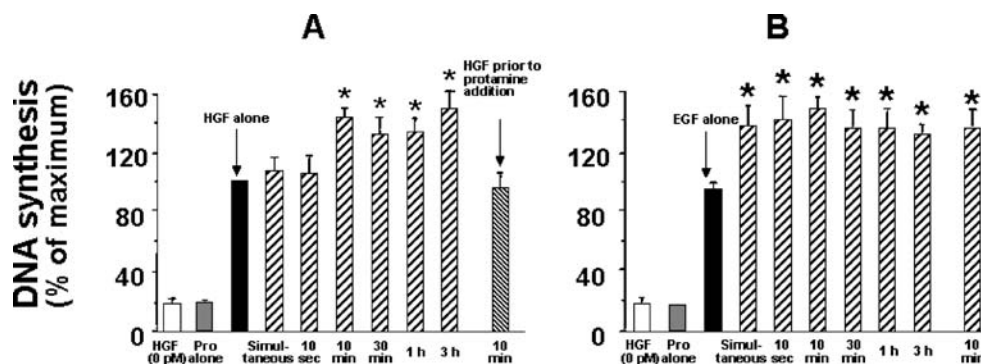 A
B
DNA synthesis
(% of maximum)
160
120
80
40
0
HGF alone
HGF prior to
protamine
addition
*
*
*
*
HGF
(0 pM)
Pro
alone
Simul-
taneous
10
sec
10
min
30
min
1 h
3 h
10
min
160
120
80
40
0
EGF alone
*
*
*
*
*
*
*
HGF
(0 pM)
Pro
alone
Simul-
taneous
10
sec
10
min
30
min
1 h
3 h
10
min